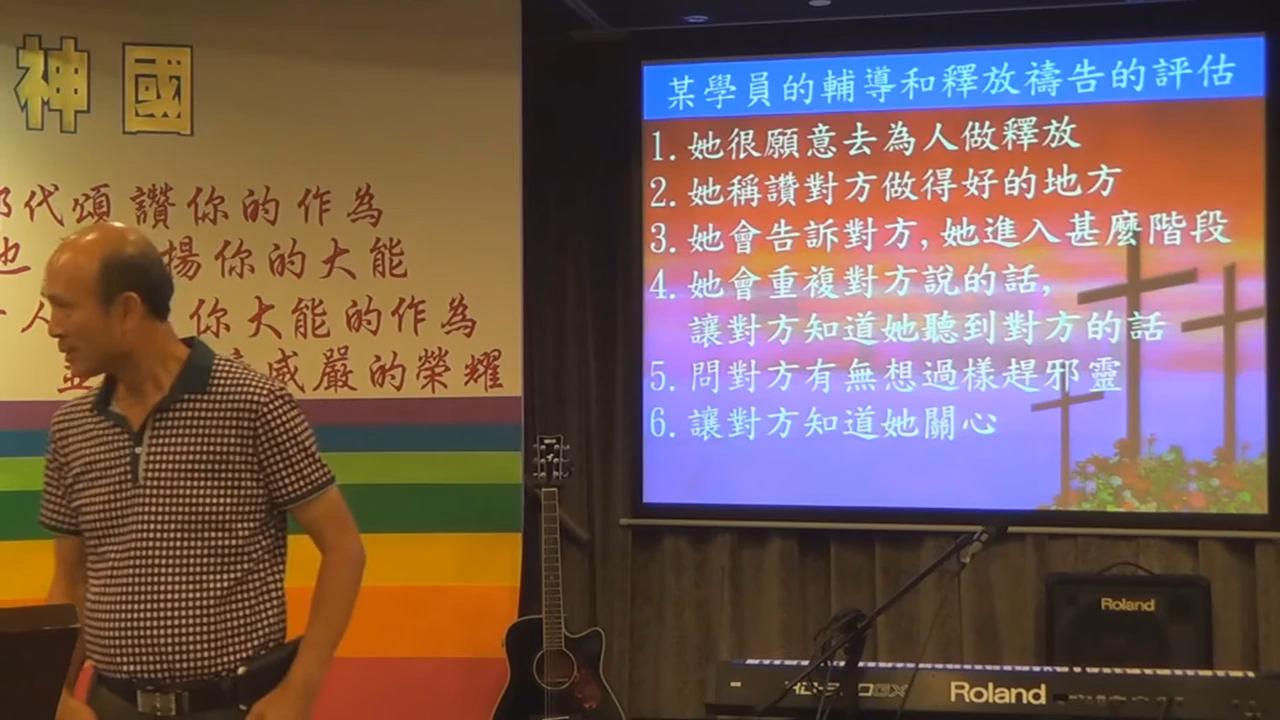 神國
代頌讚你的作為
揚你的大能
人 你大能的作為
威嚴的榮耀
某學員的輔導和釋放禱告的評估
1. 她很願意去為人做釋放
2. 她稱讚對方做得好的地方
3. 她會告訴對方, 她進入甚麼階段
4. 她會重複對方說的話,
讓對方知道她聽到對方的話
5. 問對方有無想過樣趕邪靈
6. 讓對方知道她關心
Roland
Roland